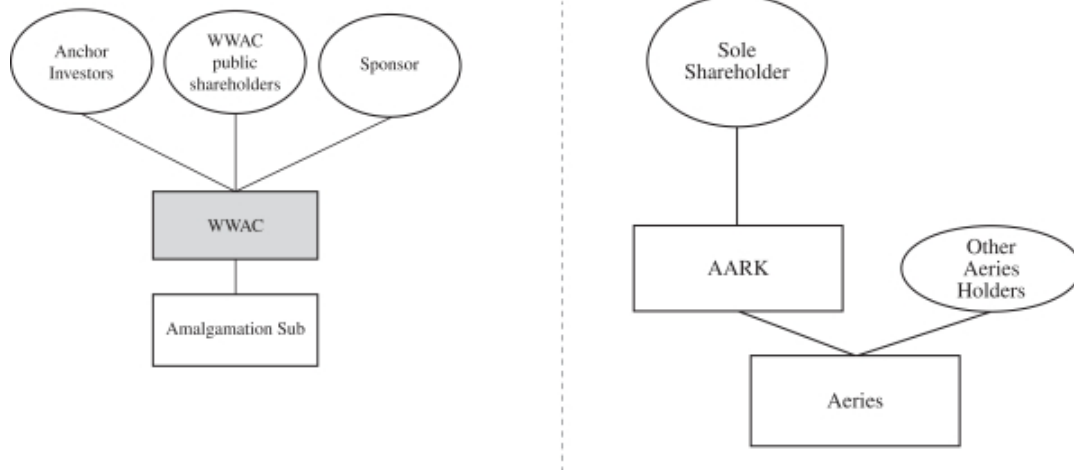 Anchor
Investors
WWAC
public
shareholders
Sponsor
WWAC
Amalgamation Sub
Sole
Shareholder
AARK
Other
Aeries
Holders
Aeries